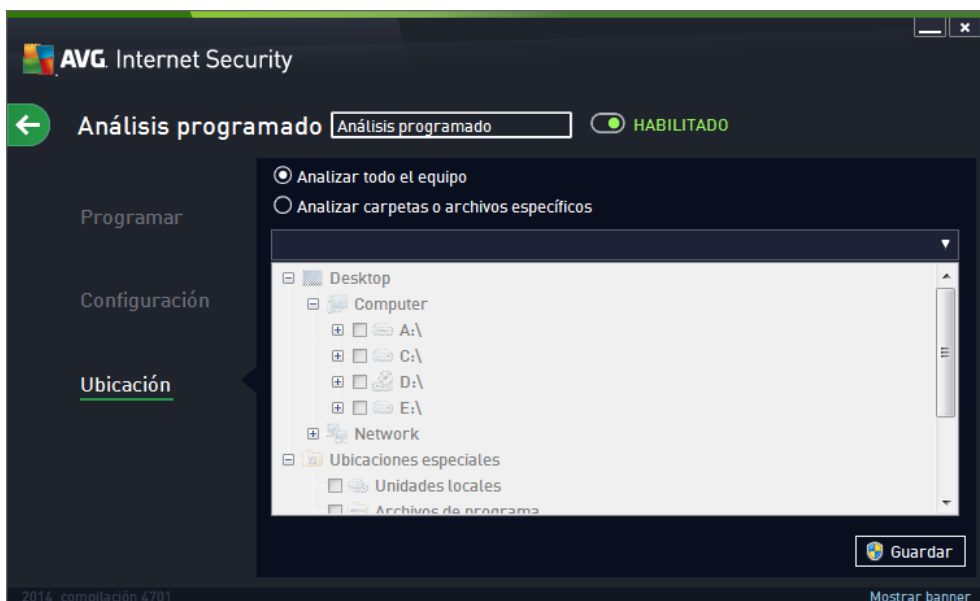 AVG. Internet Security
Análisis programado Análisis programado HABILITADO
Programar
Configuración
Ubicación
Analizar todo el equipo
Analizar carpetas o archivos específicos
Desktop
Computer
A:\
C:\
D:\
E:\
Network
Ubicaciones especiales
Unidades locales
Archivos de programa
Guardar
2014 compilación 4701
Mostrar banner